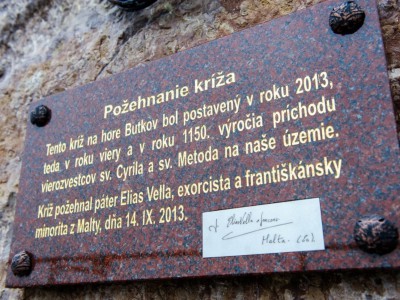 Požehnanie kríža
Tento kríž na hore Butkov bol postavený v roku 2013,
teda v roku viery a v roku 1150. výročia príchodu
vierozvestcov sv. Cyrila a sv. Metoda na naše územie.
Kríž požehnal páter Elias Vella, exorcista a františkánsky
minorita z Malty, dňa 14. IX. 2013.
Malta